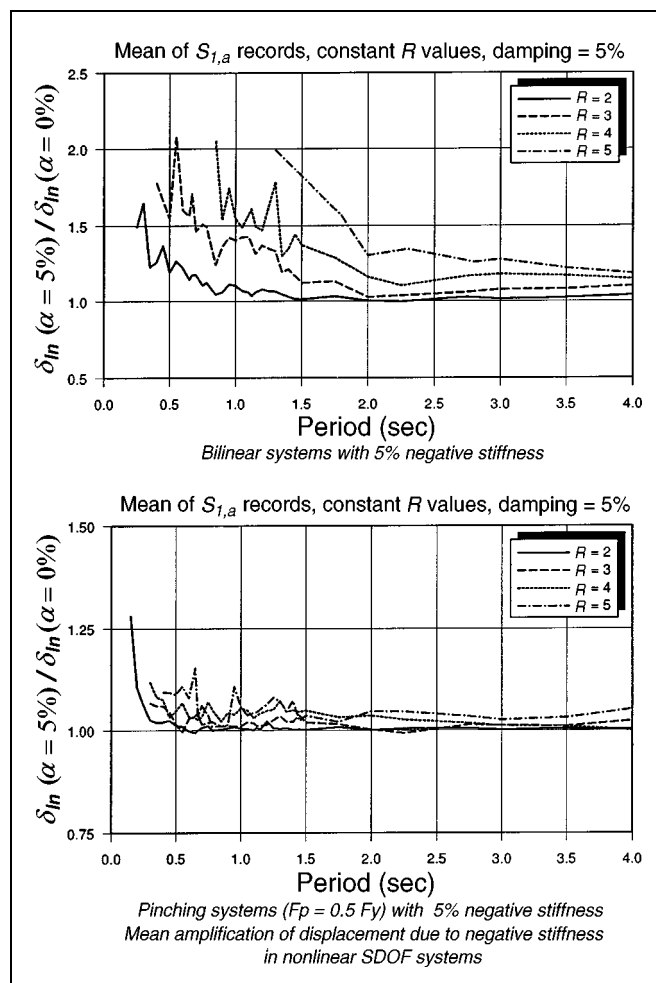 Mean of S1,a records, constant R values, damping = 5%
δIn (α = 5%) / δIn (α = 0%)
2.5
2.0
1.5
1.0
0.5
R = 2
R = 3
R = 4
R = 5
0.0 0.5 1.0 1.5 2.0 2.5 3.0 3.5 4.0
Period (sec)
Bilinear systems with 5% negative stiffness
Mean of S1,a records, constant R values, damping = 5%
δIn (α = 5%) / δIn (α = 0%)
1.50
1.25
1.00
0.75
R = 2
R = 3
R = 4
R = 5
0.0 0.5 1.0 1.5 2.0 2.5 3.0 3.5 4.0
Period (sec)
Pinching systems (Fp = 0.5 Fy) with 5% negative stiffness
Mean amplification of displacement due to negative stiffness
in nonlinear SDOF systems